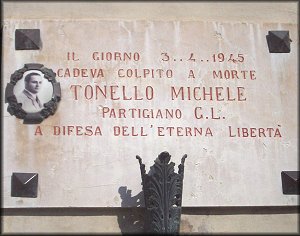 IL GIORNO 3..4..1945
CADEVA COLPITO A MORTE
TONELLO MICHELE
PARTIGIANO C.L.
A DIFESA DELL'ETERNA LIBERTÀ